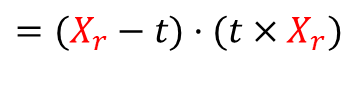 = (Xᵣ − t) ⋅ (t × Xᵣ)